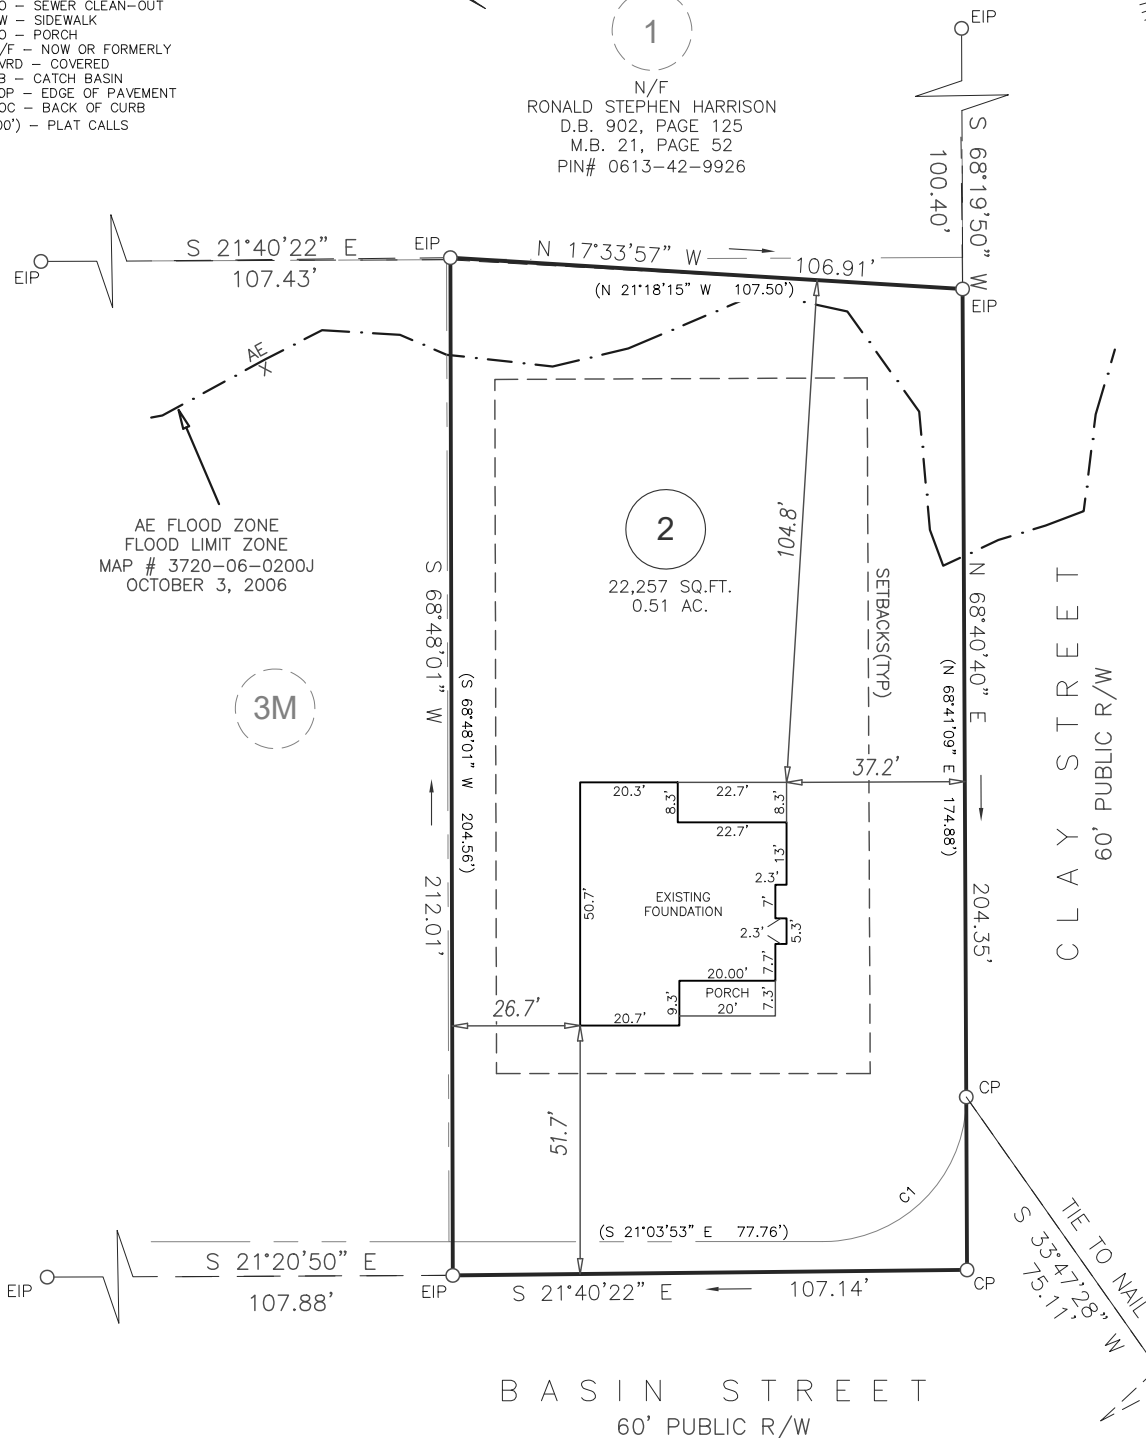 O – SEWER CLEAN–OUT
W – SIDEWALK
O – PORCH
/F – NOW OR FORMERLY
VRD – COVERED
B – CATCH BASIN
OP – EDGE OF PAVEMENT
OC – BACK OF CURB
00') – PLAT CALLS
1
N/F
RONALD STEPHEN HARRISON
D.B. 902, PAGE 125
M.B. 21, PAGE 52
PIN# 0613–42–9926
EIP
S 68°19'50" W
100.40'
EIP
S 21°40'22" E
107.43'
EIP
N 17°33'57" W
106.91'
(N 21°18'15" W 107.50')
EIP
AE
X
AE FLOOD ZONE
FLOOD LIMIT ZONE
MAP # 3720–06–0200J
OCTOBER 3, 2006
2
22,257 SQ.FT.
0.51 AC.
104.8'
SETBACKS(TYP)
S 68°48'01" W
212.01'
(S 68°48'01" W 204.56')
N 68°40'40" E
204.35'
(N 68°41'09" E 174.88')
CLAY STREET
60' PUBLIC R/W
3M
37.2'
20.3'
8.3'
22.7'
8.3'
22.7'
13'
2.3'
7'
2.3'
5.3'
7.7'
50.7'
EXISTING
FOUNDATION
20.00'
PORCH
20'
7.3'
9.3'
20.7'
26.7'
51.7'
CP
C1
(S 21°03'53" E 77.76')
TIE TO NAIL
S 33°47'28" W
75.11'
EIP
S 21°20'50" E
107.88'
EIP
S 21°40'22" E
107.14'
CP
BASIN STREET
60' PUBLIC R/W